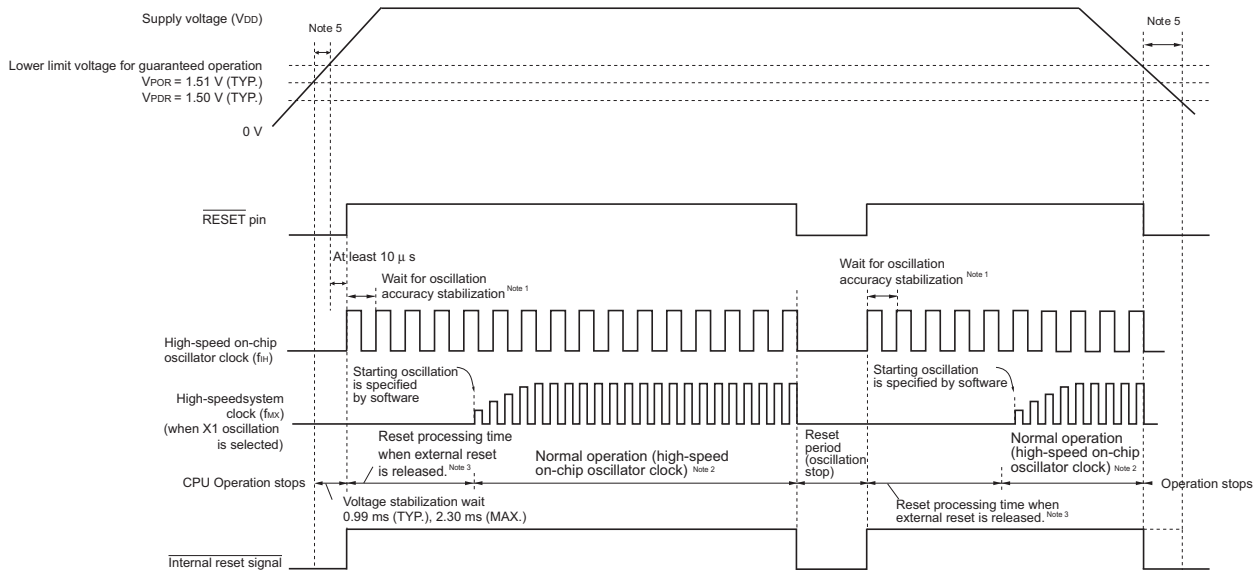 Supply voltage (VDD)
Note 5
Note 5
Lower limit voltage for guaranteed operation
VPOR = 1.51 V (TYP.)
VPDR = 1.50 V (TYP.)
0 V
RESET pin
At least 10 μ s
Wait for oscillation
accuracy stabilization Note 1
Wait for oscillation
accuracy stabilization Note 1
High-speed on-chip
oscillator clock (fIH)
Starting oscillation
is specified
by software
Starting oscillation
is specified by software
High-speedsystem
clock (fMX)
(when X1 oscillation
is selected)
Reset processing time
when external reset
is released. Note 3
Normal operation (high-speed
on-chip oscillator clock) Note 2
Reset
period
(oscillation
stop)
Normal operation
(high-speed on-chip
oscillator clock) Note 2
CPU Operation stops
Operation stops
Voltage stabilization wait
0.99 ms (TYP.), 2.30 ms (MAX.)
Reset processing time when
external reset is released. Note 3
Internal reset signal